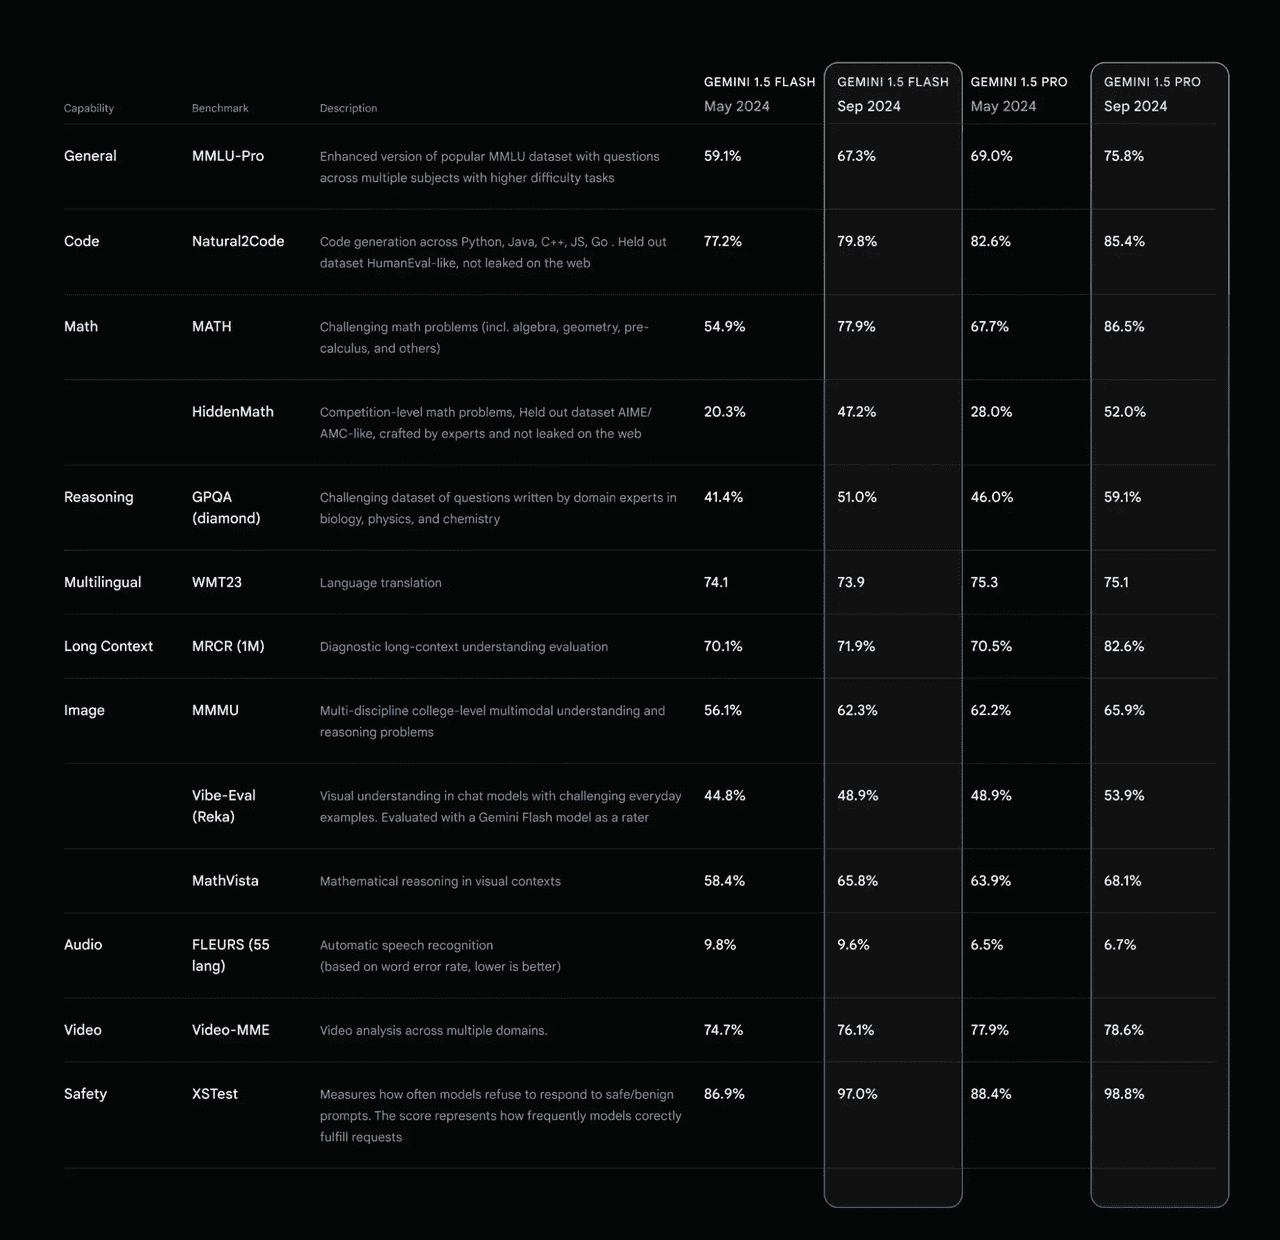 GEMINI 1.5 FLASH GEMINI 1.5 FLASH GEMINI 1.5 PRO GEMINI 1.5 PRO
Capability Benchmark Description May 2024 Sep 2024 May 2024 Sep 2024
General MMLU-Pro Enhanced version of popular MMLU dataset with questions 59.1% 67.3% 69.0% 75.8%
across multiple subjects with higher difficulty tasks
Code Natural2Code Code generation across Python, Java, C++, JS, Go . Held out 77.2% 79.8% 82.6% 85.4%
dataset HumanEval-like, not leaked on the web
Math MATH Challenging math problems (incl. algebra, geometry, pre- 54.9% 77.9% 67.7% 86.5%
calculus, and others)
HiddenMath Competition-level math problems, Held out dataset AIME/ 20.3% 47.2% 28.0% 52.0%
AMC-like, crafted by experts and not leaked on the web
Reasoning GPQA Challenging dataset of questions written by domain experts in 41.4% 51.0% 46.0% 59.1%
(diamond) biology, physics, and chemistry
Multilingual WMT23 Language translation 74.1 73.9 75.3 75.1
Long Context MRCR (1M) Diagnostic long-context understanding evaluation 70.1% 71.9% 70.5% 82.6%
Image MMMU Multi-discipline college-level multimodal understanding and 56.1% 62.3% 62.2% 65.9%
reasoning problems
Vibe-Eval Visual understanding in chat models with challenging everyday 44.8% 48.9% 48.9% 53.9%
(Reka) examples. Evaluated with a Gemini Flash model as a rater
MathVista Mathematical reasoning in visual contexts 58.4% 65.8% 63.9% 68.1%
Audio FLEURS (55 Automatic speech recognition 9.8% 9.6% 6.5% 6.7%
lang) (based on word error rate, lower is better)
Video Video-MME Video analysis across multiple domains. 74.7% 76.1% 77.9% 78.6%
Safety XSTest Measures how often models refuse to respond to safe/benign 86.9% 97.0% 88.4% 98.8%
prompts. The score represents how frequently models corectly
fulfill requests